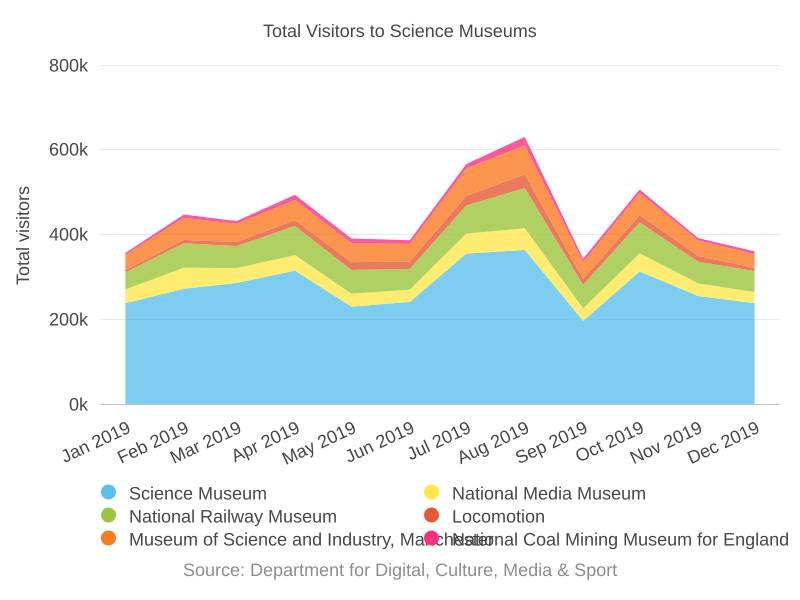 Total Visitors to Science Museums
800k
600k
400k
200k
0k
Total visitors
Jan 2019 Feb 2019 Mar 2019 Apr 2019 May 2019 Jun 2019 Jul 2019 Aug 2019 Sep 2019 Oct 2019 Nov 2019 Dec 2019
Science Museum National Media Museum
National Railway Museum Locomotion
Museum of Science and Industry, Manchester National Coal Mining Museum for England
Source: Department for Digital, Culture, Media & Sport